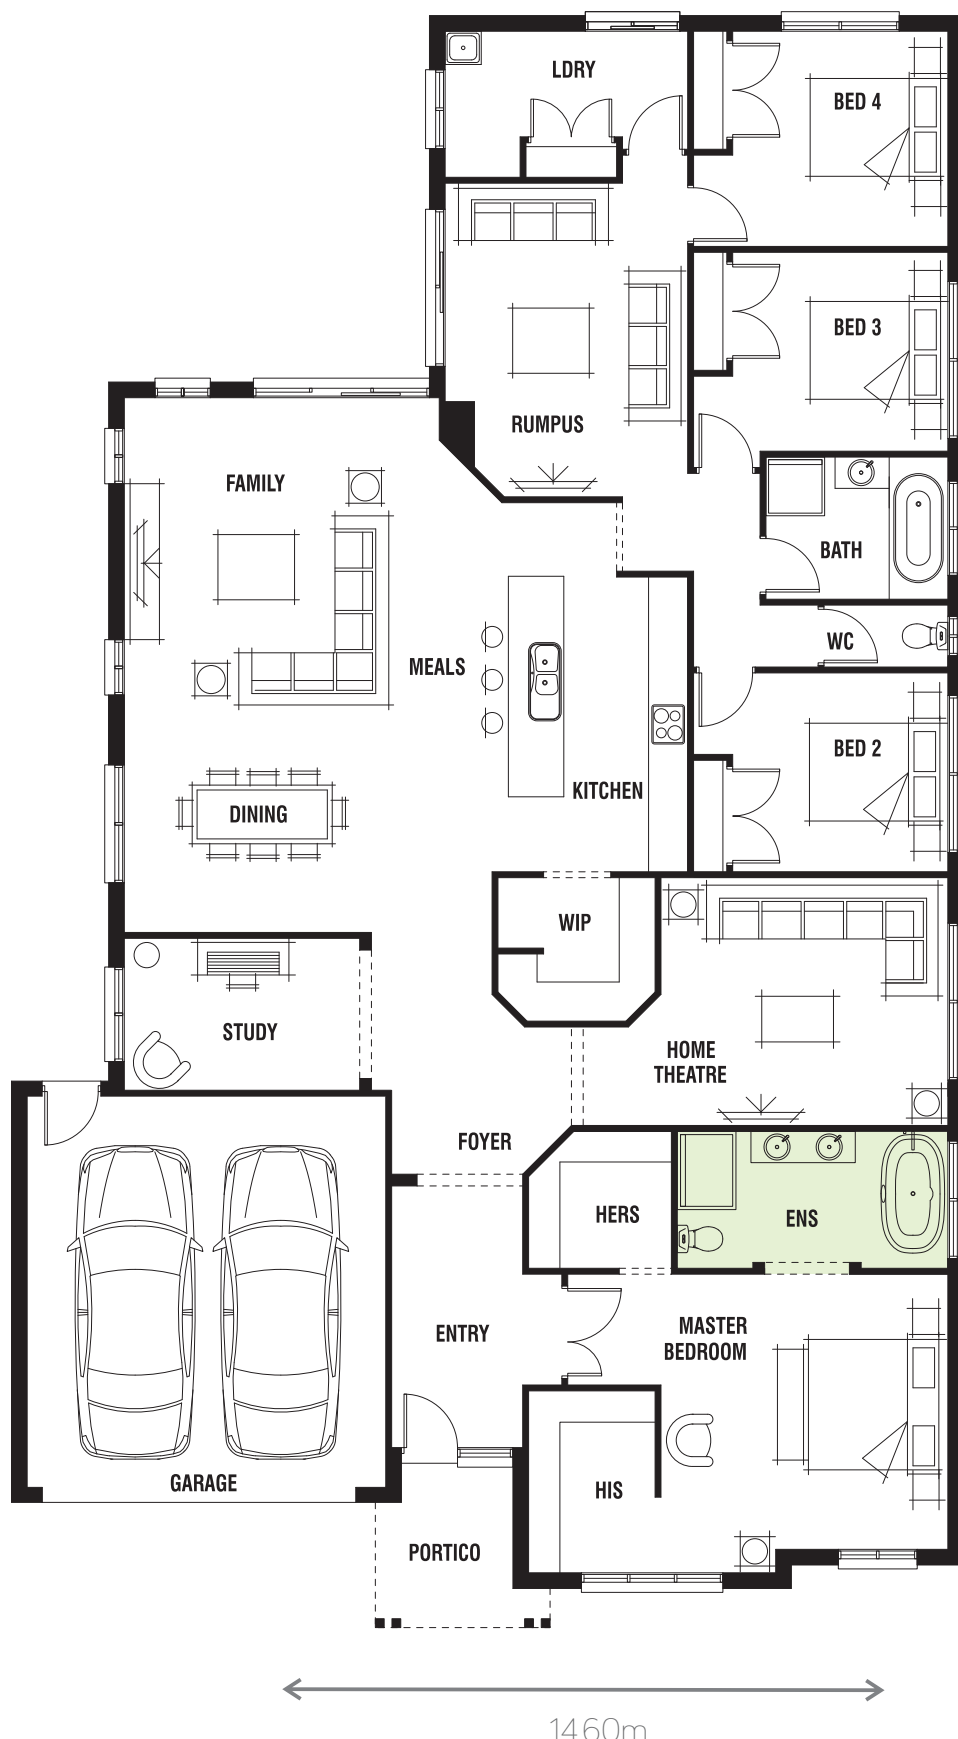 LDRY
BED 4
BED 3
RUMPUS
FAMILY
BATH
WC
MEALS
BED 2
KITCHEN
DINING
WIP
STUDY
HOME
THEATRE
FOYER
HERS
ENS
ENTRY
MASTER
BEDROOM
GARAGE
HIS
PORTICO
1460m